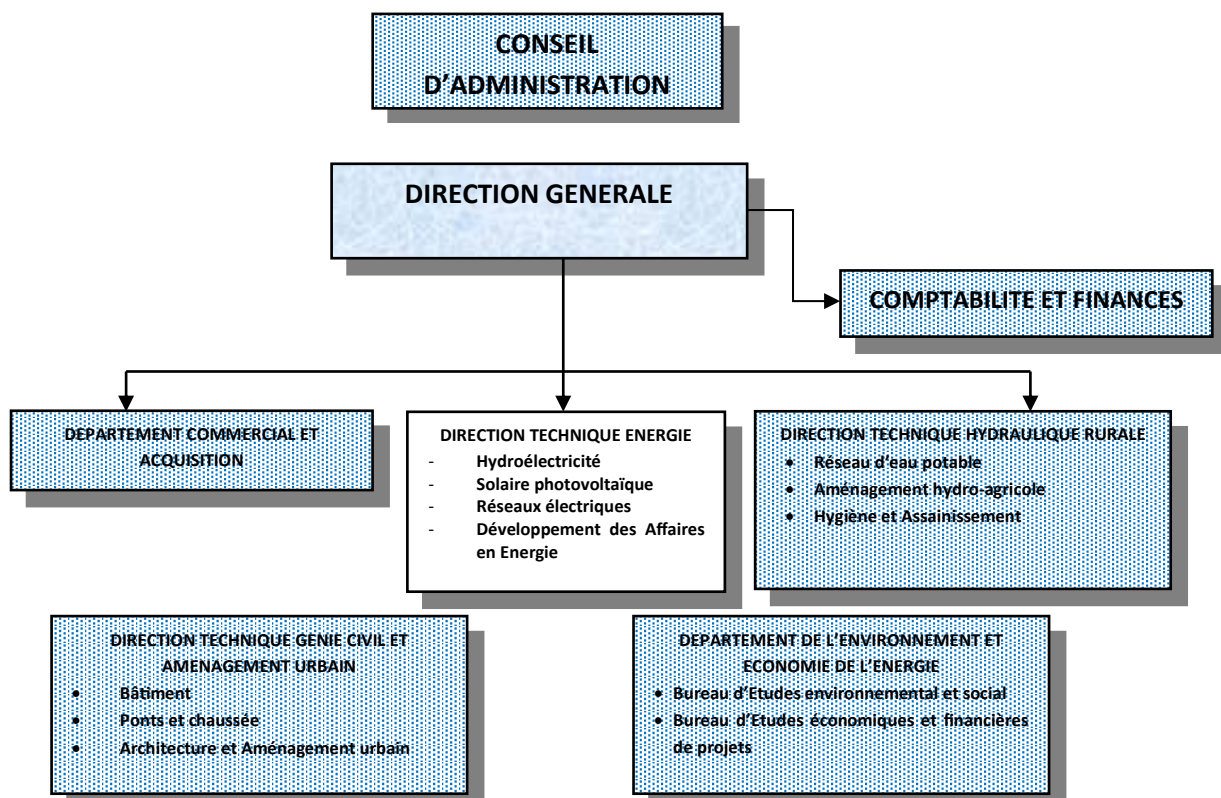 CONSEIL
D’ADMINISTRATION
DIRECTION GENERALE
COMPTABILITE ET FINANCES
DEPARTEMENT COMMERCIAL ET
ACQUISITION
DIRECTION TECHNIQUE ENERGIE
- Hydroélectricité
- Solaire photovoltaïque
- Réseaux électriques
- Développement des Affaires
en Energie
DIRECTION TECHNIQUE HYDRAULIQUE RURALE
• Réseau d’eau potable
• Aménagement hydro-agricole
• Hygiène et Assainissement
DIRECTION TECHNIQUE GENIE CIVIL ET
AMENAGEMENT URBAIN
• Bâtiment
• Ponts et chaussée
• Architecture et Aménagement urbain
DEPARTEMENT DE L’ENVIRONNEMENT ET
ECONOMIE DE L’ENERGIE
• Bureau d’Etudes environnemental et social
• Bureau d’Etudes économiques et financières
de projets